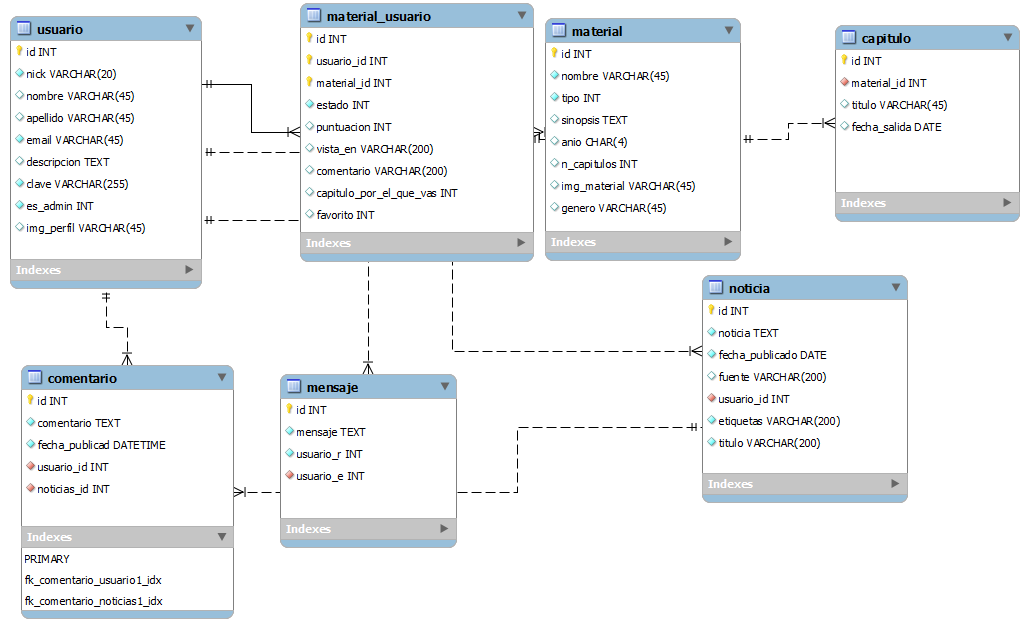 usuario
id INT
nick VARCHAR(20)
nombre VARCHAR(45)
apellido VARCHAR(45)
email VARCHAR(45)
descripcion TEXT
clave VARCHAR(255)
es_admin INT
img_perfil VARCHAR(45)
Indexes
material_usuario
id INT
usuario_id INT
material_id INT
estado INT
puntuacion INT
vista_en VARCHAR(200)
comentario VARCHAR(200)
capitulo_por_el_que_vas INT
favorito INT
Indexes
material
id INT
nombre VARCHAR(45)
tipo INT
sinopsis TEXT
anio CHAR(4)
n_capitulos INT
img_material VARCHAR(45)
genero VARCHAR(45)
Indexes
capitulo
id INT
material_id INT
titulo VARCHAR(45)
fecha_salida DATE
Indexes
comentario
id INT
comentario TEXT
fecha_publicad DATETIME
usuario_id INT
noticias_id INT
Indexes
PRIMARY
fk_comentario_usuario1_idx
fk_comentario_noticias1_idx
mensaje
id INT
mensaje TEXT
usuario_r INT
usuario_e INT
Indexes
noticia
id INT
noticia TEXT
fecha_publicado DATE
fuente VARCHAR(200)
usuario_id INT
etiquetas VARCHAR(200)
titulo VARCHAR(200)
Indexes